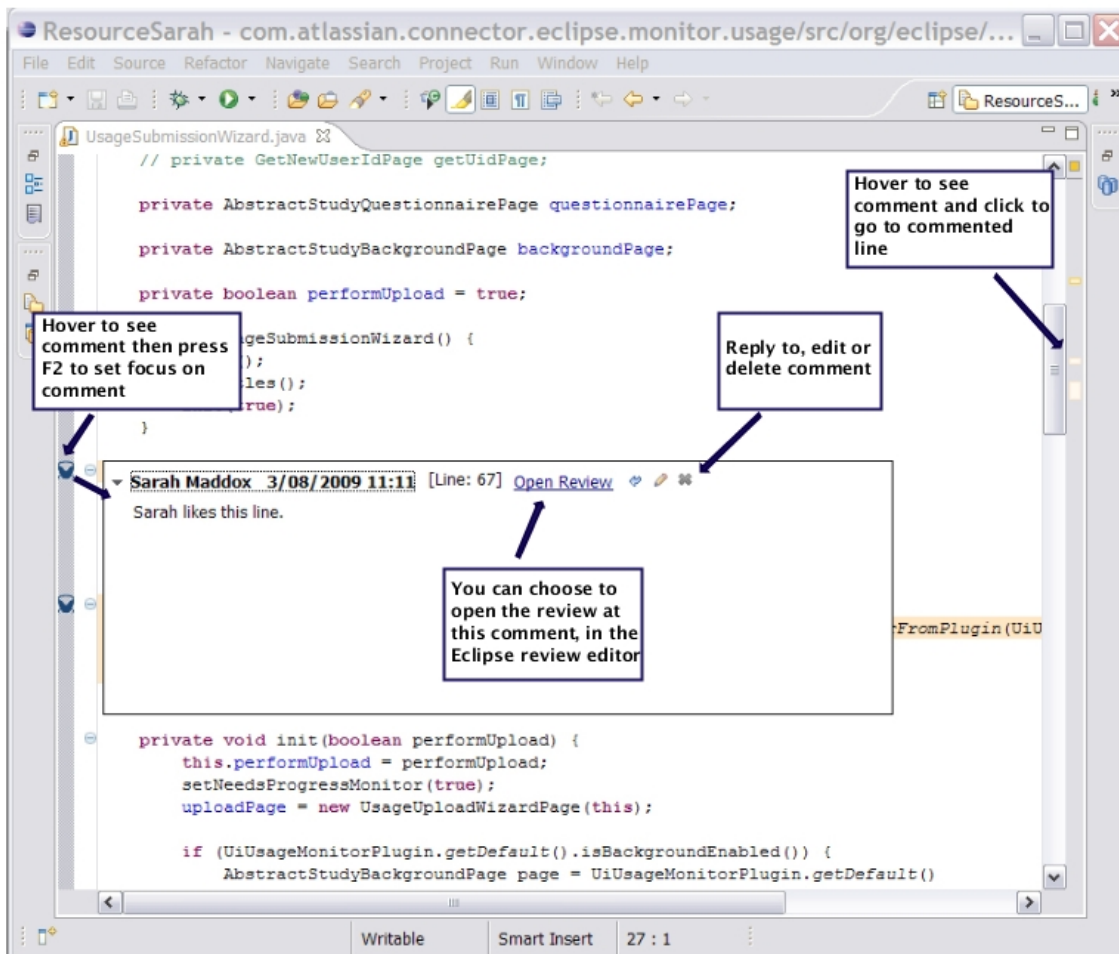 ResourceSarah - com.atlassian.connector.eclipse.monitor.usage/src/org/eclipse/...
File Edit Source Refactor Navigate Search Project Run Window Help
ResourceS...
UsageSubmissionWizard.java
// private GetNewUserIdPage getUidPage;
private AbstractStudyQuestionnairePage questionnairePage;
private AbstractStudyBackgroundPage backgroundPage;
private boolean performUpload = true;
Hover to see
comment and click to
go to commented
line
Hover to see
comment then press
F2 to set focus on
comment
geSubmissionWizard() {
();
les();
true);
}
Reply to, edit or
delete comment
Sarah Maddox 3/08/2009 11:11 [Line: 67] Open Review
Sarah likes this line.
You can choose to
open the review at
this comment, in the
Eclipse review editor
rFromPlugin(UiU
private void init(boolean performUpload) {
this.performUpload = performUpload;
setNeedsProgressMonitor(true);
uploadPage = new UsageUploadWizardPage(this);
if (UiUsageMonitorPlugin.getDefault().isBackgroundEnabled()) {
AbstractStudyBackgroundPage page = UiUsageMonitorPlugin.getDefault()
Writable Smart Insert 27 : 1